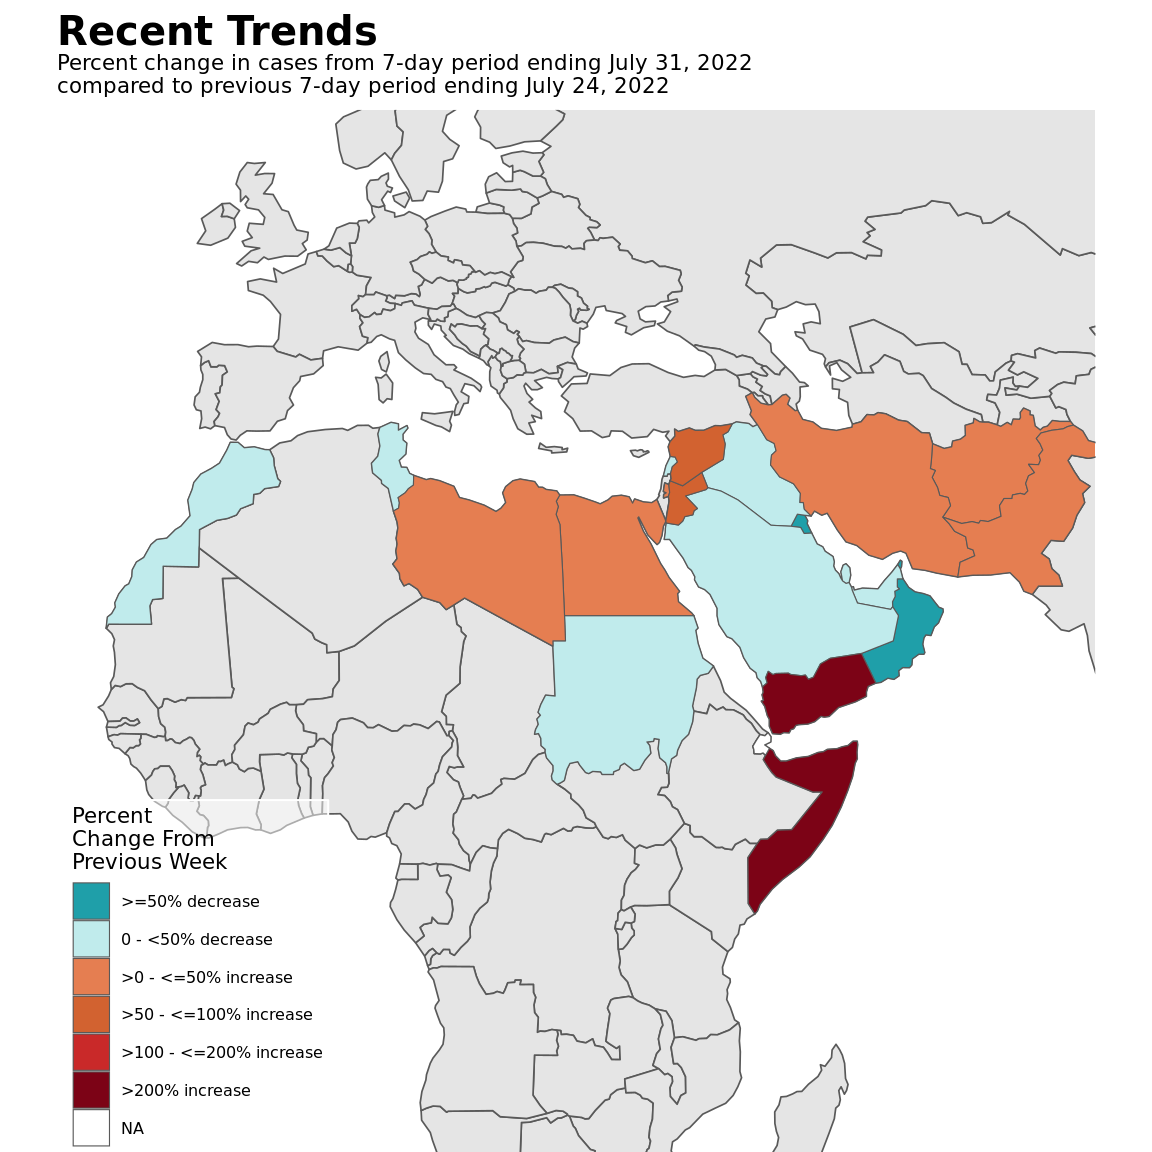 Recent Trends
Percent change in cases from 7-day period ending July 31, 2022
compared to previous 7-day period ending July 24, 2022
Percent
Change From
Previous Week
>=50% decrease
0 - <50% decrease
>0 - <=50% increase
>50 - <=100% increase
>100 - <=200% increase
>200% increase
NA